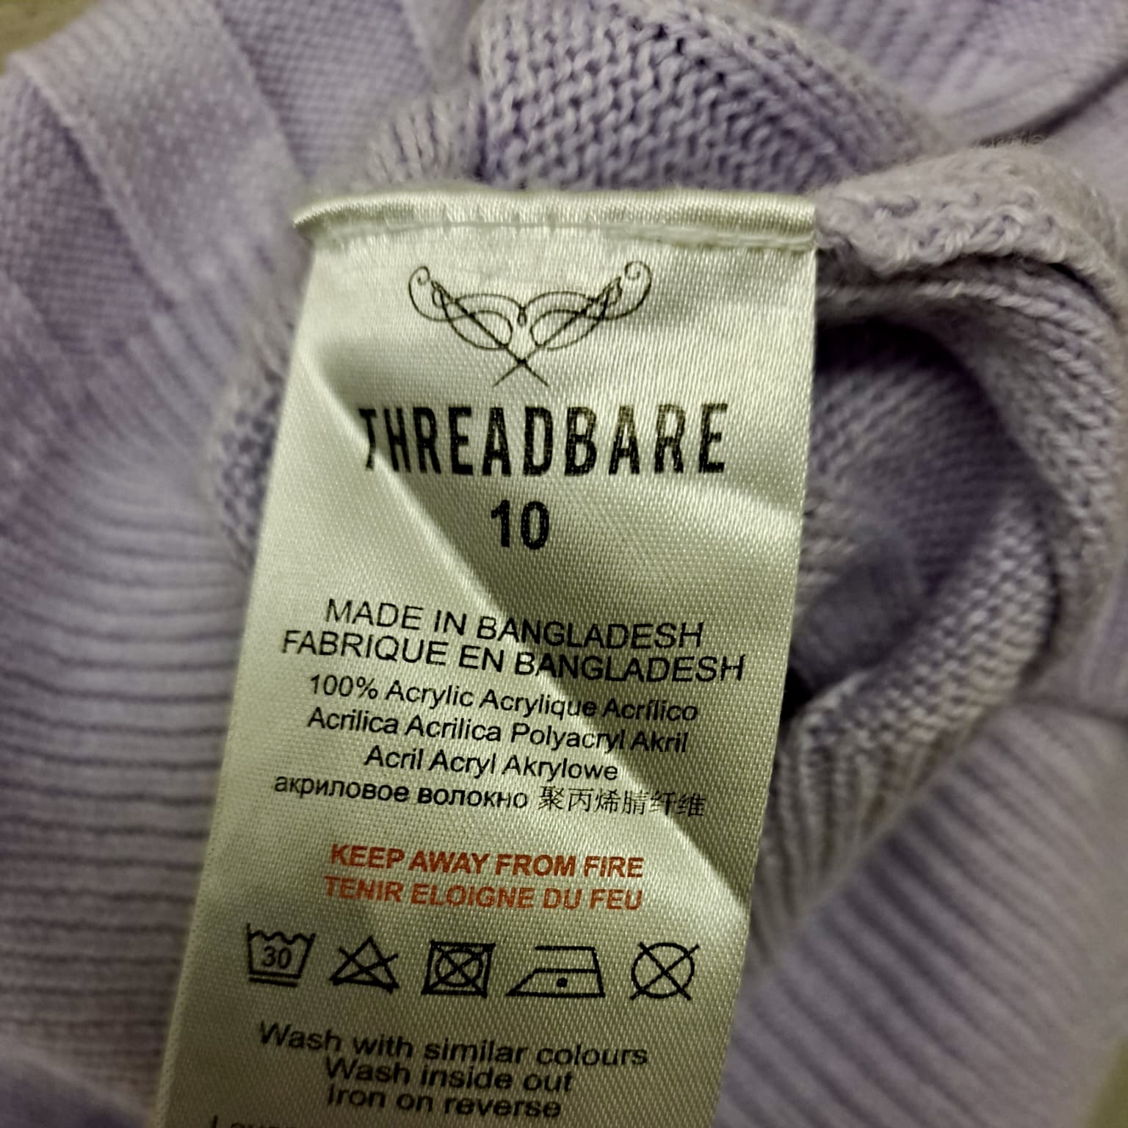 THREADBARE
10
MADE IN BANGLADESH
FABRIQUE EN BANGLADESH
100% Acrylic Acrylique Acrílico
Acrilica Acrilica Polyacryl Akril
Acril Acryl Akrylowe
акриловое волокно 聚丙烯腈纤维
KEEP AWAY FROM FIRE
TENIR ELOIGNE DU FEU
30
Wash with similar colours
Wash inside out
Iron on reverse